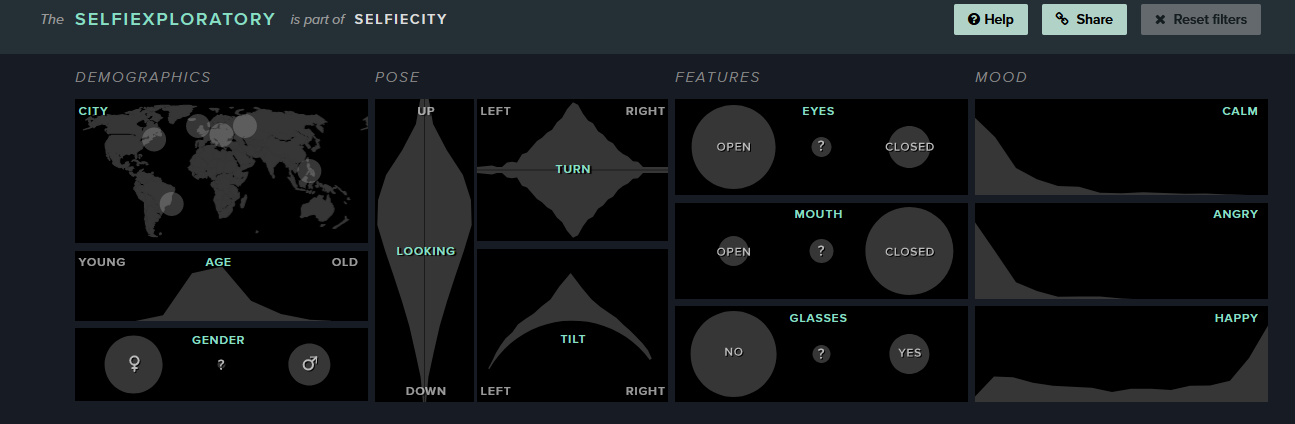 The SELFIEXPLORATORY is part of SELFIECITY
Help Share Reset filters
DEMOGRAPHICS
CITY
YOUNG AGE OLD
GENDER
?
POSE
UP
LOOKING
DOWN
LEFT RIGHT
TURN
TILT
LEFT RIGHT
FEATURES
EYES
OPEN ? CLOSED
MOUTH
OPEN ? CLOSED
GLASSES
NO ? YES
MOOD
CALM
ANGRY
HAPPY